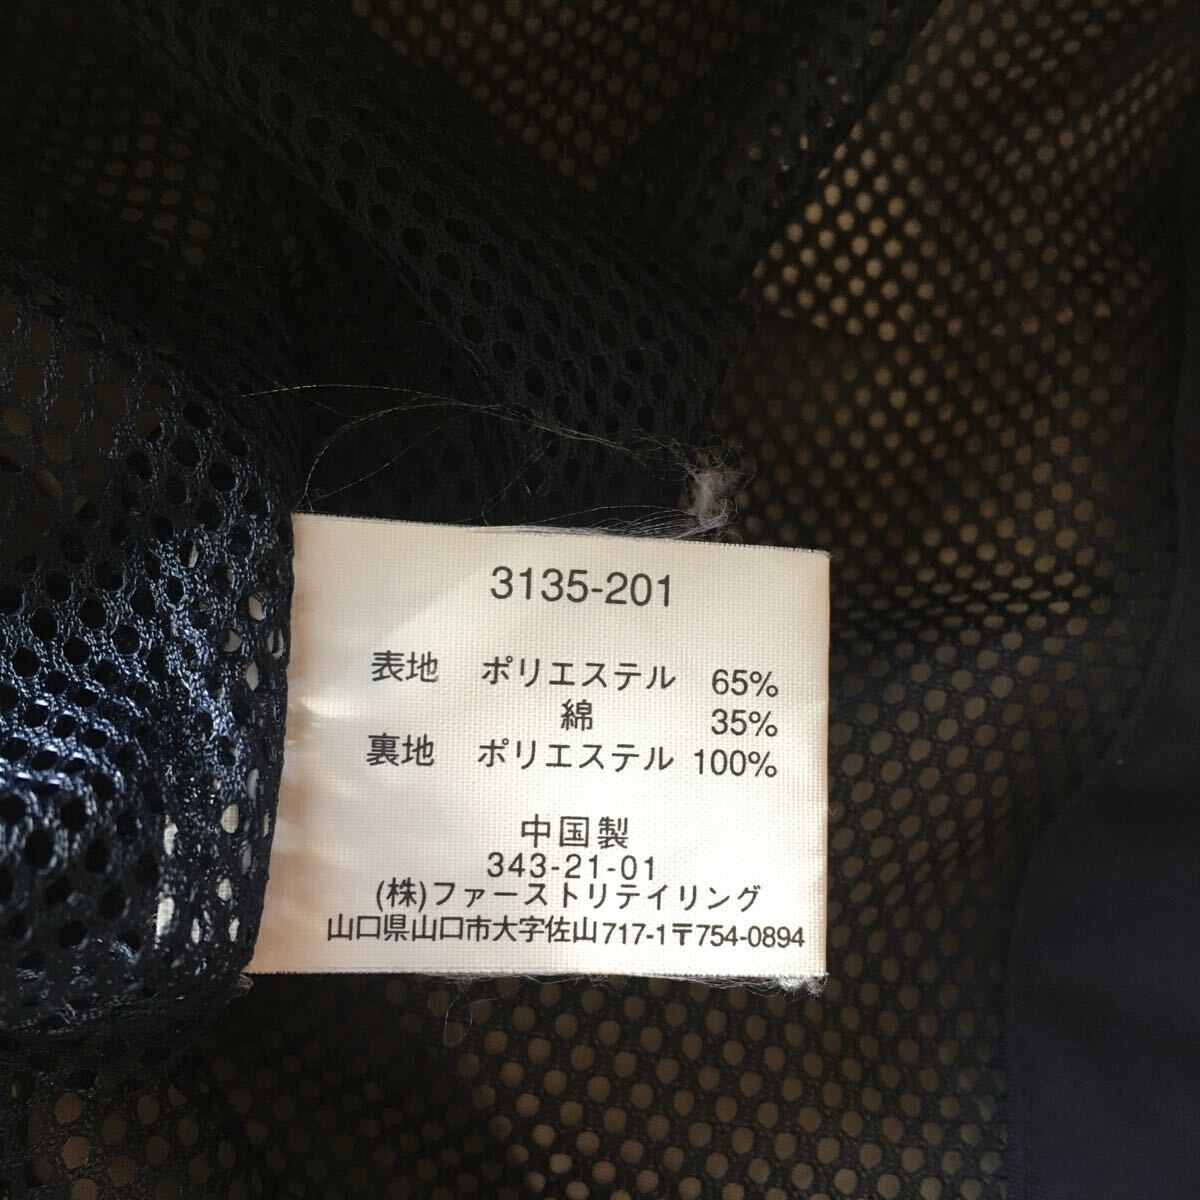 3135-201
表地 ポリエステル 65%
綿 35%
裏地 ポリエステル 100%
中国製
343-21-01
(株)ファーストリテイリング
山口県山口市大字佐山717-1〒754-0894